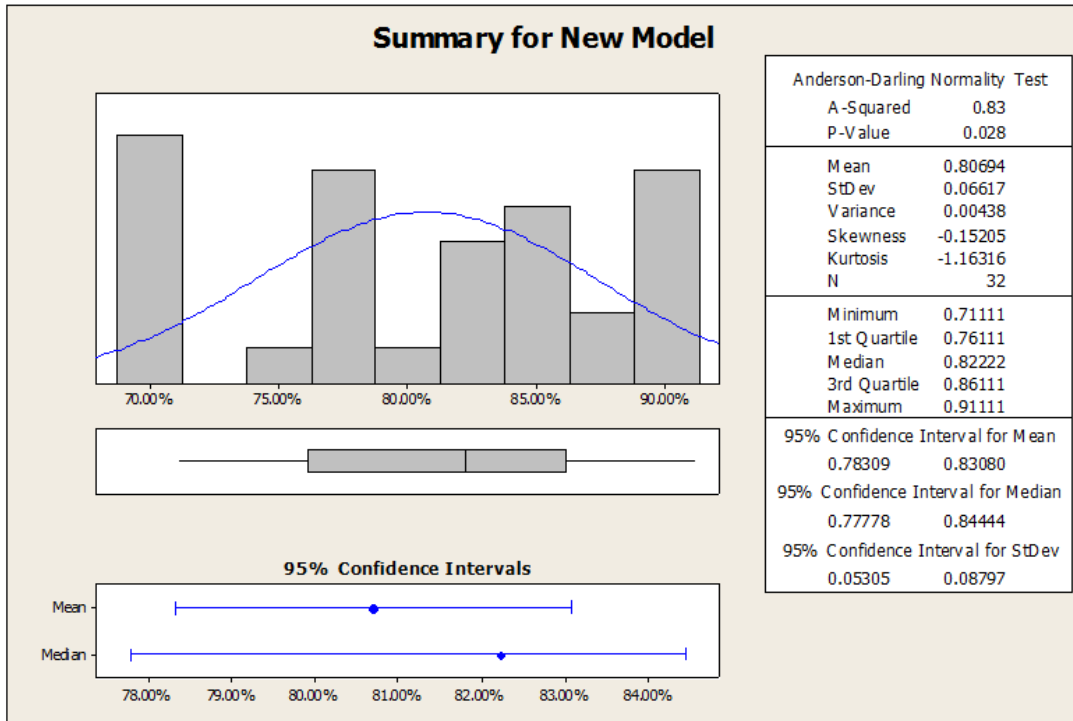 Summary for New Model
70.00% 75.00% 80.00% 85.00% 90.00%
95% Confidence Intervals
Mean
Median
78.00% 79.00% 80.00% 81.00% 82.00% 83.00% 84.00%
Anderson-Darling Normality Test
A-Squared 0.83
P-Value 0.028
Mean 0.80694
StDev 0.06617
Variance 0.00438
Skewness -0.15205
Kurtosis -1.16316
N 32
Minimum 0.71111
1st Quartile 0.76111
Median 0.82222
3rd Quartile 0.86111
Maximum 0.91111
95% Confidence Interval for Mean
0.78309 0.83080
95% Confidence Interval for Median
0.77778 0.84444
95% Confidence Interval for StDev
0.05305 0.08797